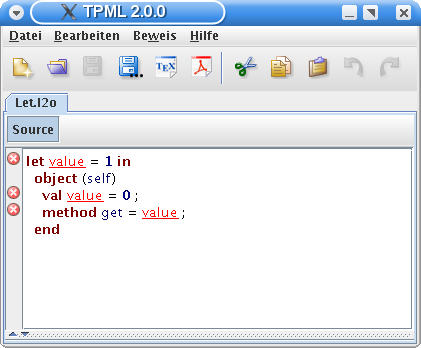 TPML 2.0.0
Datei Bearbeiten Beweis Hilfe
TEX
Let.l2o
Source
let value = 1 in
object (self)
val value = 0 ;
method get = value ;
end